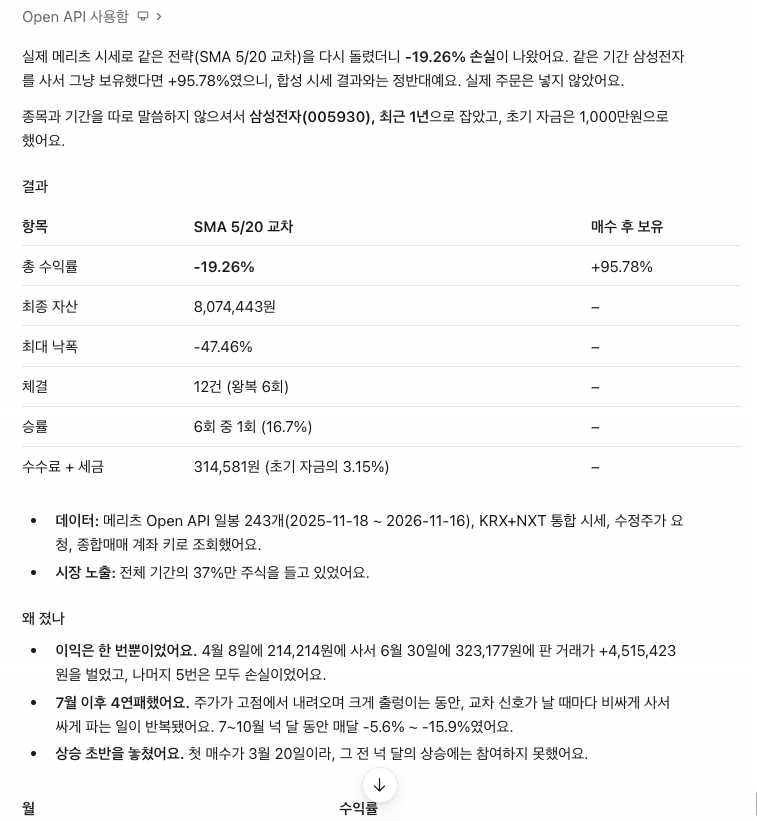 Open API 사용함
실제 메리츠 시세로 같은 전략(SMA 5/20 교차)을 다시 돌렸더니 -19.26% 손실이 나왔어요. 같은 기간 삼성전자
를 사서 그냥 보유했다면 +95.78%였으니, 합성 시세 결과와는 정반대예요. 실제 주문은 넣지 않았어요.
종목과 기간을 따로 말씀하지 않으셔서 삼성전자(005930), 최근 1년으로 잡았고, 초기 자금은 1,000만원으로
했어요.
결과
항목 SMA 5/20 교차 매수 후 보유
총 수익률 -19.26% +95.78%
최종 자산 8,074,443원 –
최대 낙폭 -47.46% –
체결 12건 (왕복 6회) –
승률 6회 중 1회 (16.7%) –
수수료 + 세금 314,581원 (초기 자금의 3.15%) –
• 데이터: 메리츠 Open API 일봉 243개(2025-11-18 ~ 2026-11-16), KRX+NXT 통합 시세, 수정주가 요
청, 종합매매 계좌 키로 조회했어요.
• 시장 노출: 전체 기간의 37%만 주식을 들고 있었어요.
왜 졌나
• 이익은 한 번뿐이었어요. 4월 8일에 214,214원에 사서 6월 30일에 323,177원에 판 거래가 +4,515,423
원을 벌었고, 나머지 5번은 모두 손실이었어요.
• 7월 이후 4연패했어요. 주가가 고점에서 내려오며 크게 출렁이는 동안, 교차 신호가 날 때마다 비싸게 사서
싸게 파는 일이 반복됐어요. 7~10월 넉 달 동안 매달 -5.6% ~ -15.9%였어요.
• 상승 초반을 놓쳤어요. 첫 매수가 3월 20일이라, 그 전 넉 달의 상승에는 참여하지 못했어요.
월 수익률